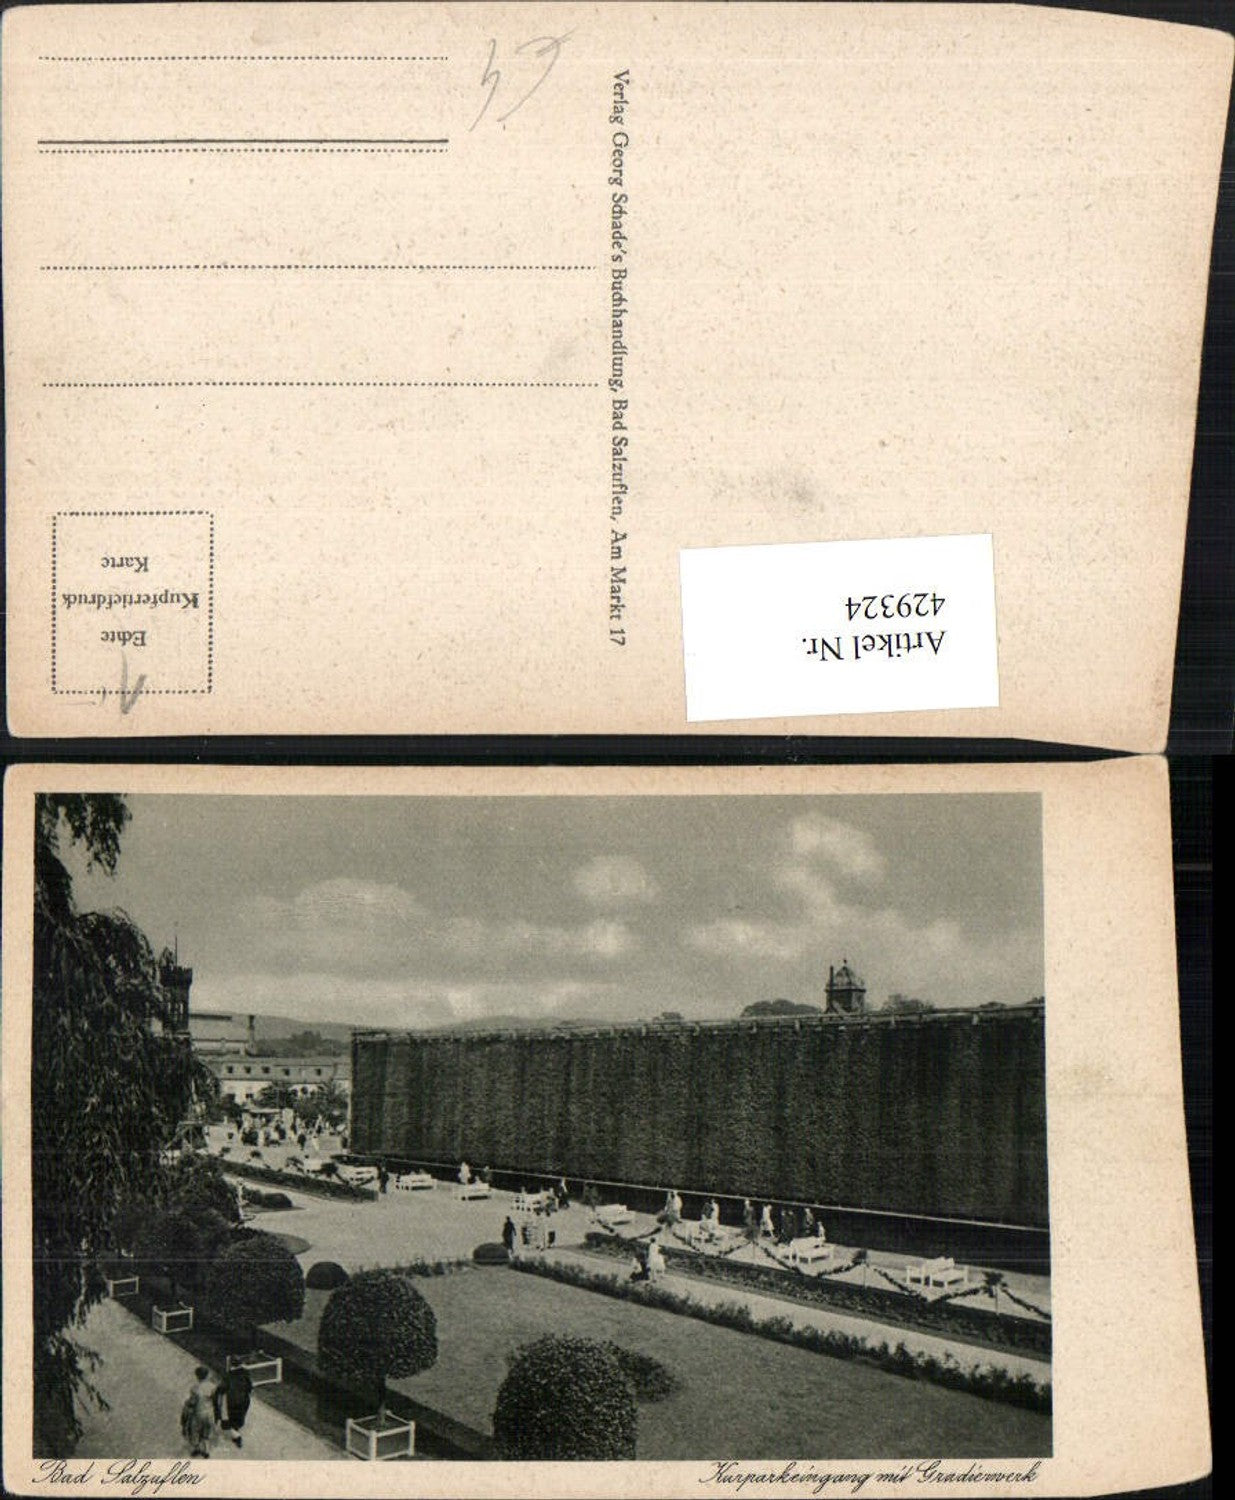 Verlag Georg Schade's Buchhandlung, Bad Salzuflen, Am Markt 17
Echte
Kupfertiefdruck
Karte
Artikel Nr.
429324
Bad Salzuflen
Kurparkeingang mit Gradierwerk